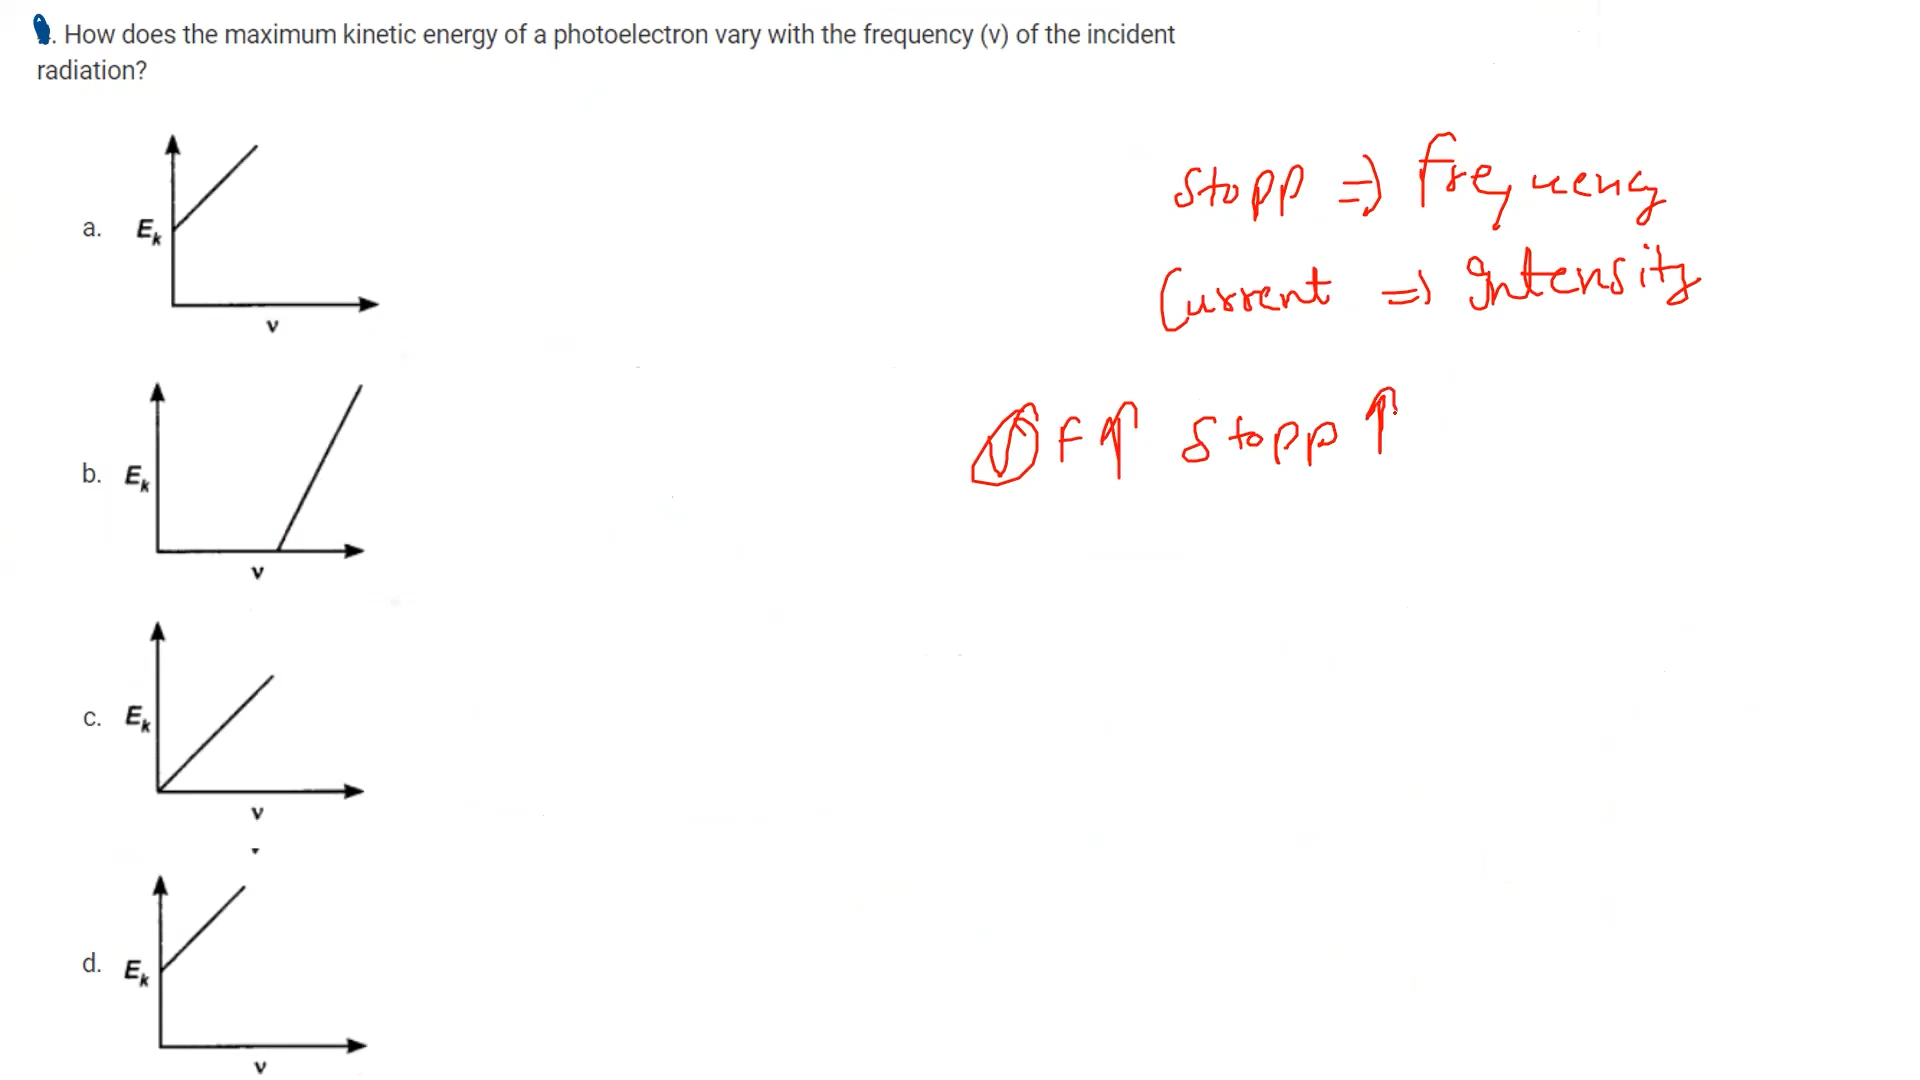 . How does the maximum kinetic energy of a photoelectron vary with the frequency (v) of the incident
radiation?
a. Ek
v
b. Ek
v
c. Ek
v
d. Ek
v
Stopp ⇒ frequency
Current ⇒ Intensity
F↑ Stopp ↑